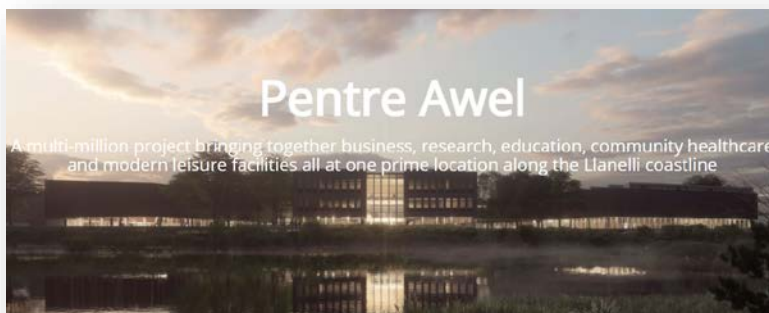 Pentre Awel
A multi-million project bringing together business, research, education, community healthcare
and modern leisure facilities all at one prime location along the Llanelli coastline